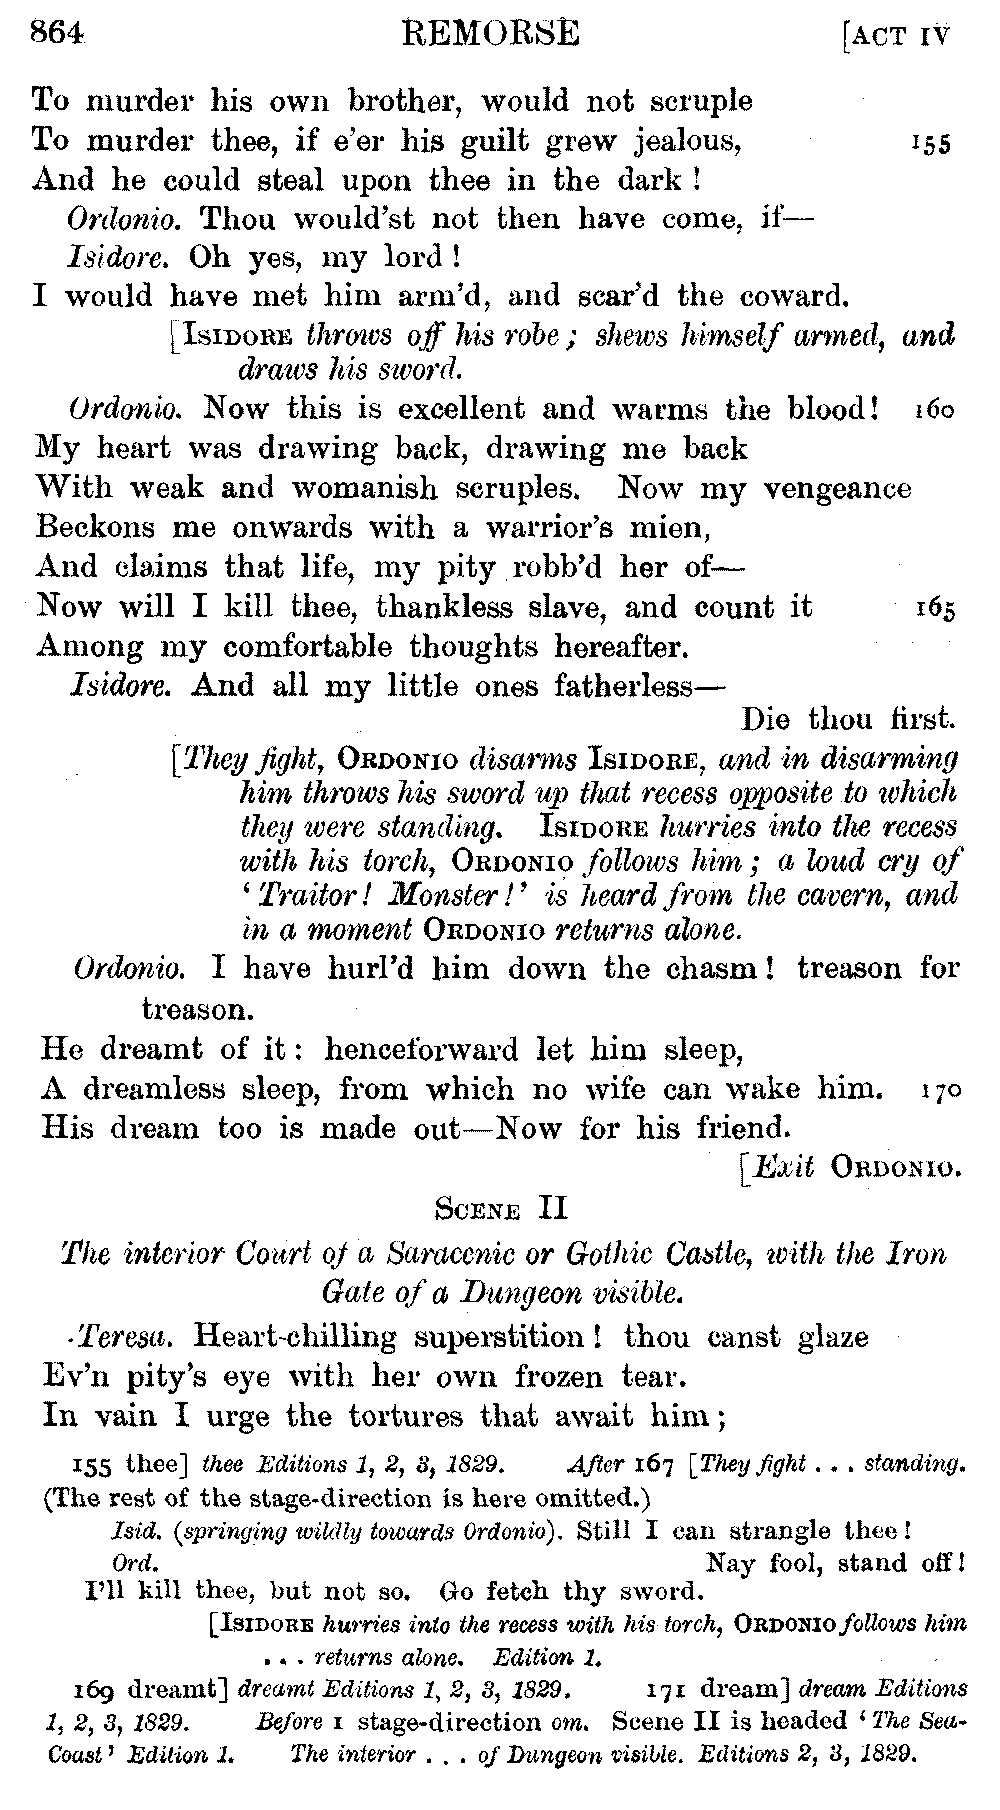 864 REMORSE [ACT IV
To murder his own brother, would not scruple
To murder thee, if e'er his guilt grew jealous, 155
And he could steal upon thee in the dark !
Ordonio. Thou would'st not then have come, if—
Isidore. Oh yes, my lord !
I would have met him arm'd, and scar'd the coward.
[ISIDORE throws off his robe ; shews himself armed, and
draws his sword.
Ordonio. Now this is excellent and warms the blood! 160
My heart was drawing back, drawing me back
With weak and womanish scruples. Now my vengeance
Beckons me onwards with a warrior's mien,
And claims that life, my pity robb'd her of—
Now will I kill thee, thankless slave, and count it 165
Among my comfortable thoughts hereafter.
Isidore. And all my little ones fatherless—
Die thou first.
[They fight, ORDONIO disarms ISIDORE, and in disarming
him throws his sword up that recess opposite to which
they were standing. ISIDORE hurries into the recess
with his torch, ORDONIO follows him ; a loud cry of
' Traitor! Monster!' is heard from the cavern, and
in a moment ORDONIO returns alone.
Ordonio. I have hurl'd him down the chasm ! treason for
treason.
He dreamt of it : henceforward let him sleep,
A dreamless sleep, from which no wife can wake him. 170
His dream too is made out—Now for his friend.
[Exit ORDONIO.
SCENE II
The interior Court of a Saracenic or Gothic Castle, with the Iron
Gate of a Dungeon visible.
Teresa. Heart-chilling superstition ! thou canst glaze
Ev'n pity's eye with her own frozen tear.
In vain I urge the tortures that await him ;
155 thee] thee Editions 1, 2, 3, 1829. After 167 [They fight . . . standing.
(The rest of the stage-direction is here omitted.)
Isid. (springing wildly towards Ordonio). Still I can strangle thee !
Ord. Nay fool, stand off !
I'll kill thee, but not so. Go fetch thy sword.
[ISIDORE hurries into the recess with his torch, ORDONIO follows him
. . . returns alone. Edition 1.
169 dreamt] dreamt Editions 1, 2, 3, 1829. 171 dream] dream Editions
1, 2, 3, 1829. Before 1 stage-direction om. Scene II is headed ' The Sea-
Coast ' Edition 1. The interior . . . of Dungeon visible. Editions 2, 3, 1829.